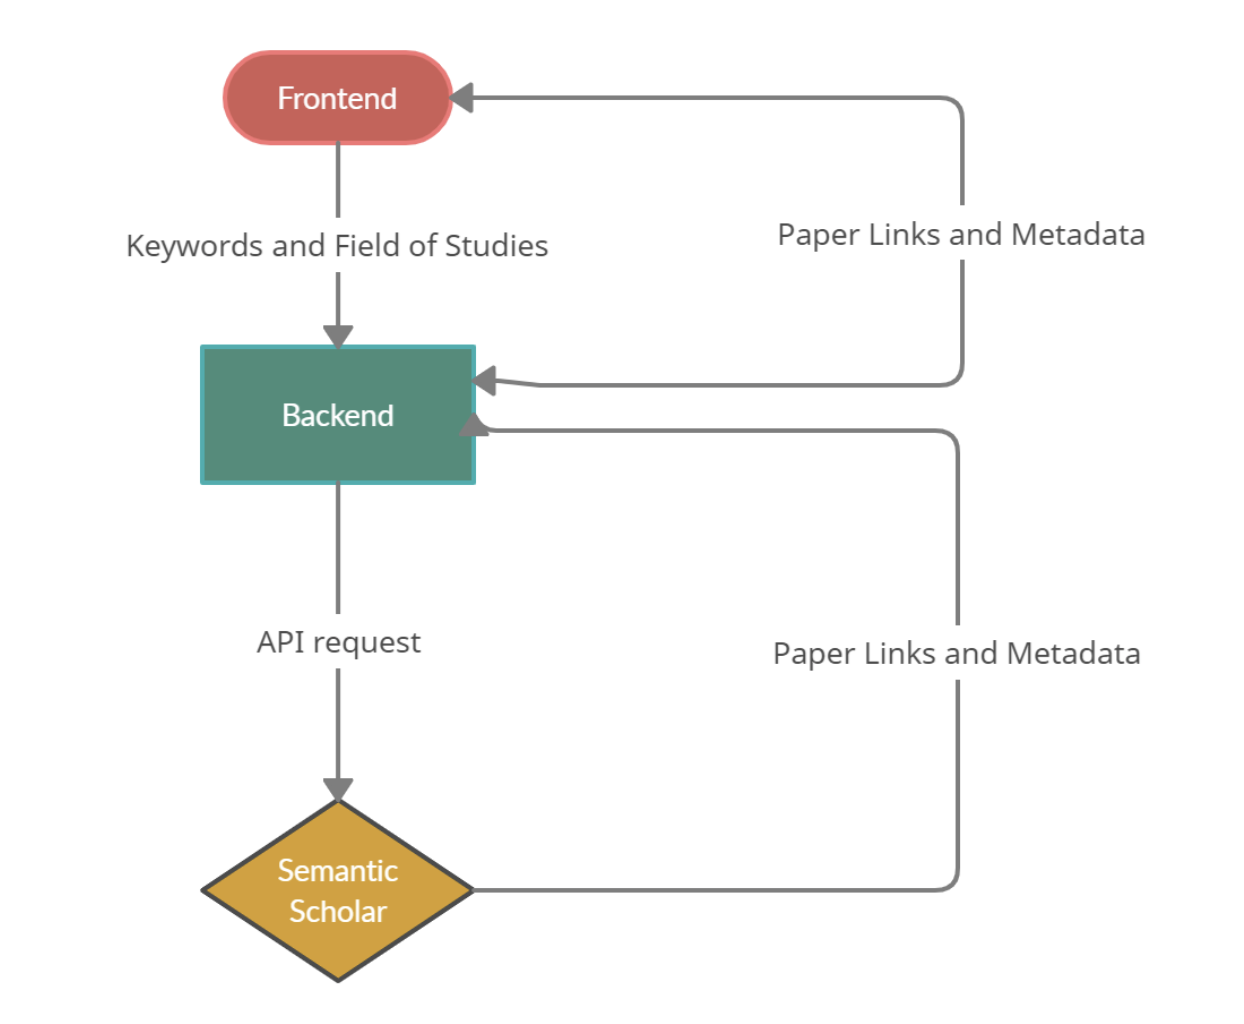 Frontend
Keywords and Field of Studies
Paper Links and Metadata
Backend
API request
Paper Links and Metadata
Semantic
Scholar